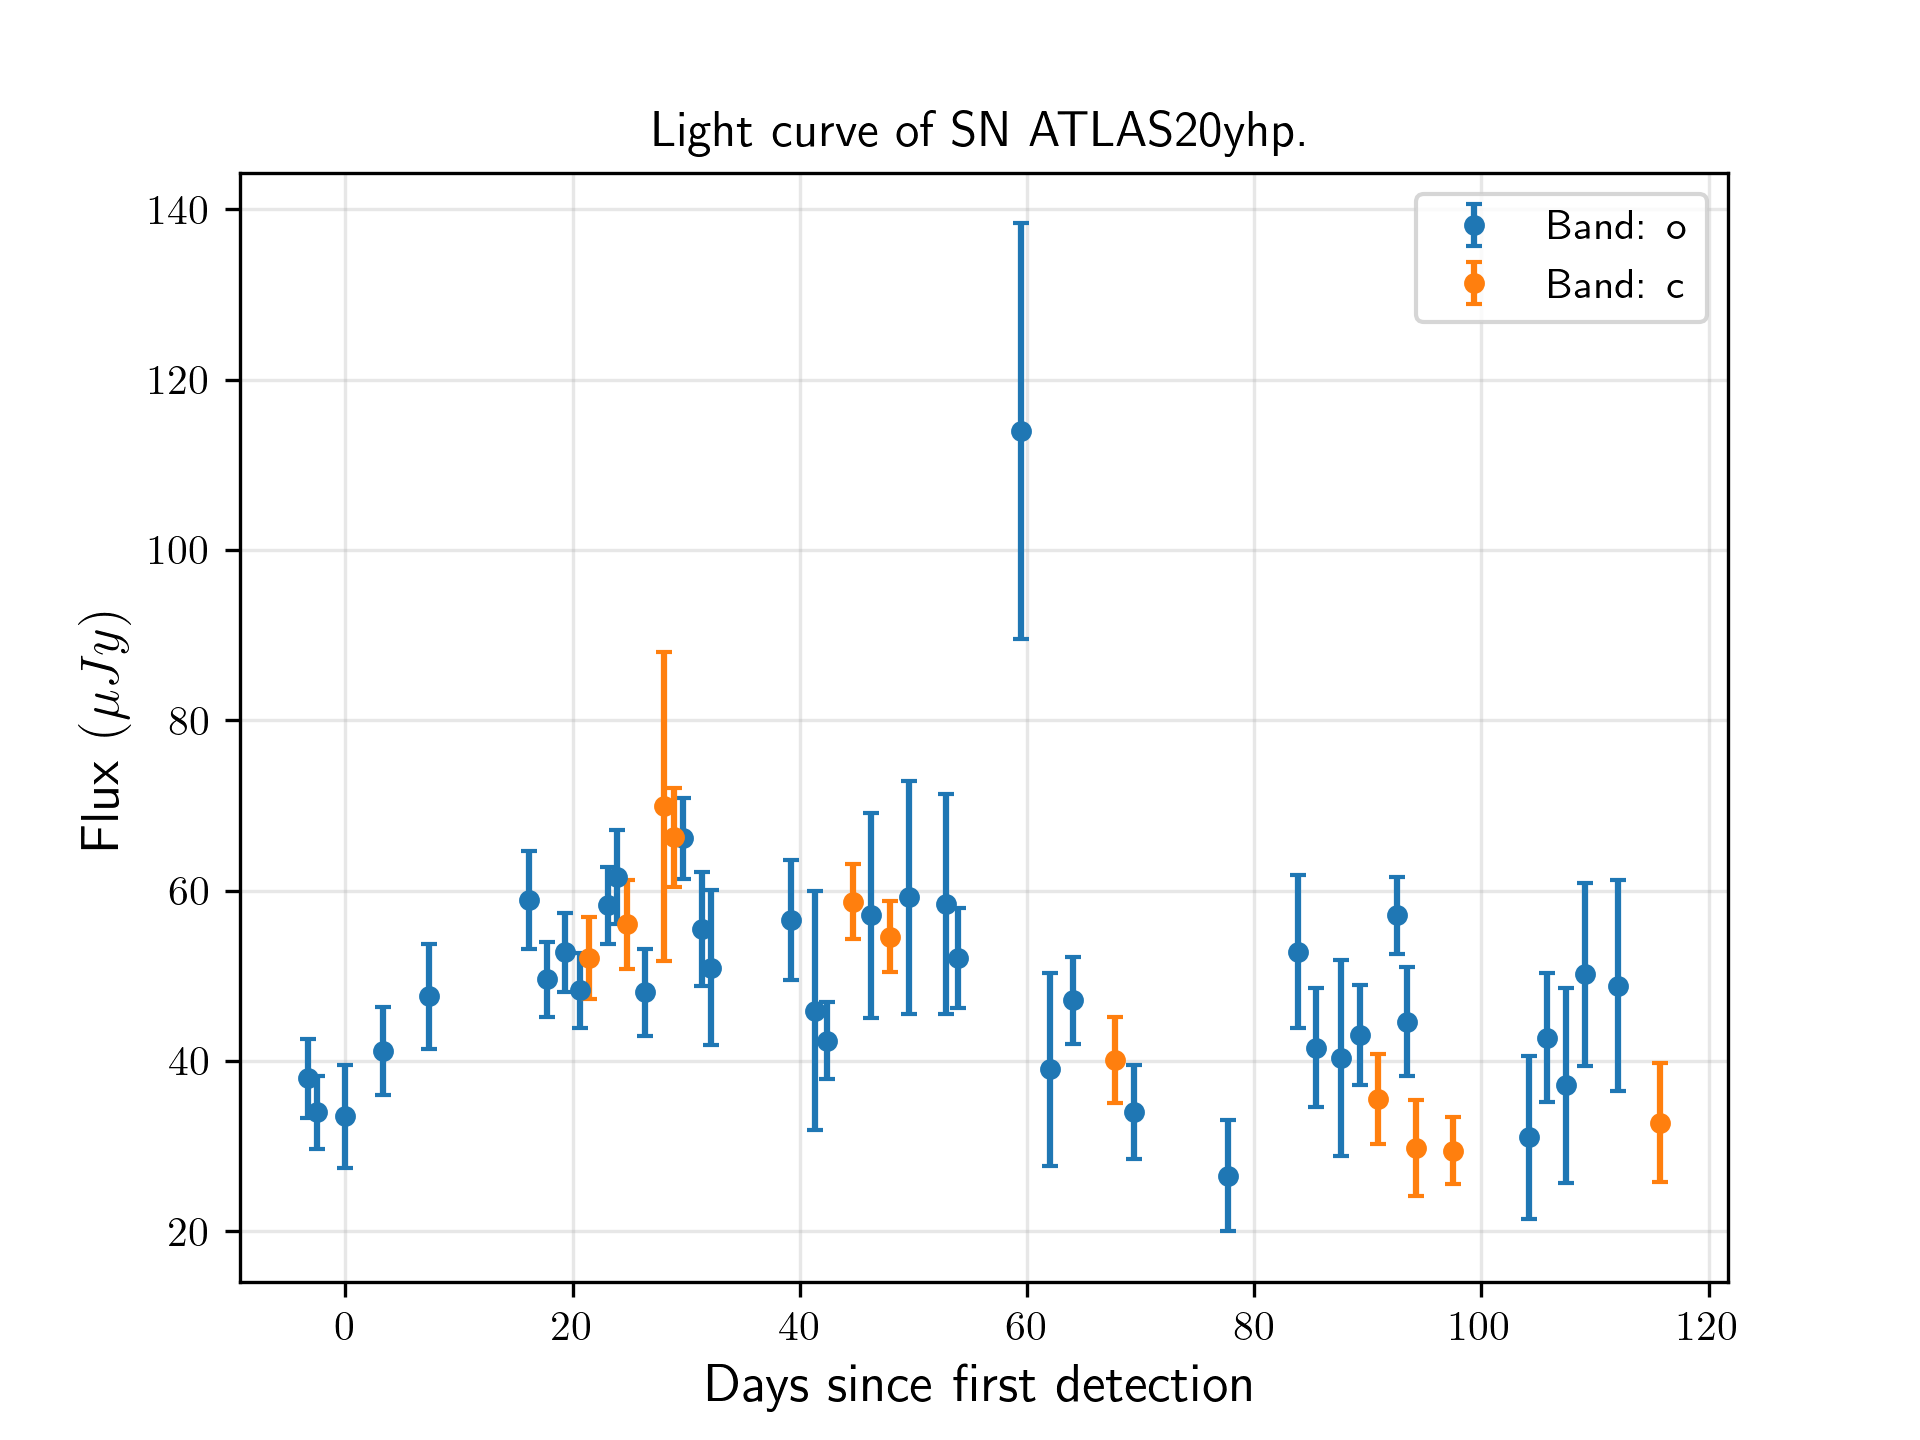 Light curve of SN ATLAS20yhp.
140
120
100
80
60
40
20
Flux (μJy)
Band: o
Band: c
0 20 40 60 80 100 120
Days since first detection